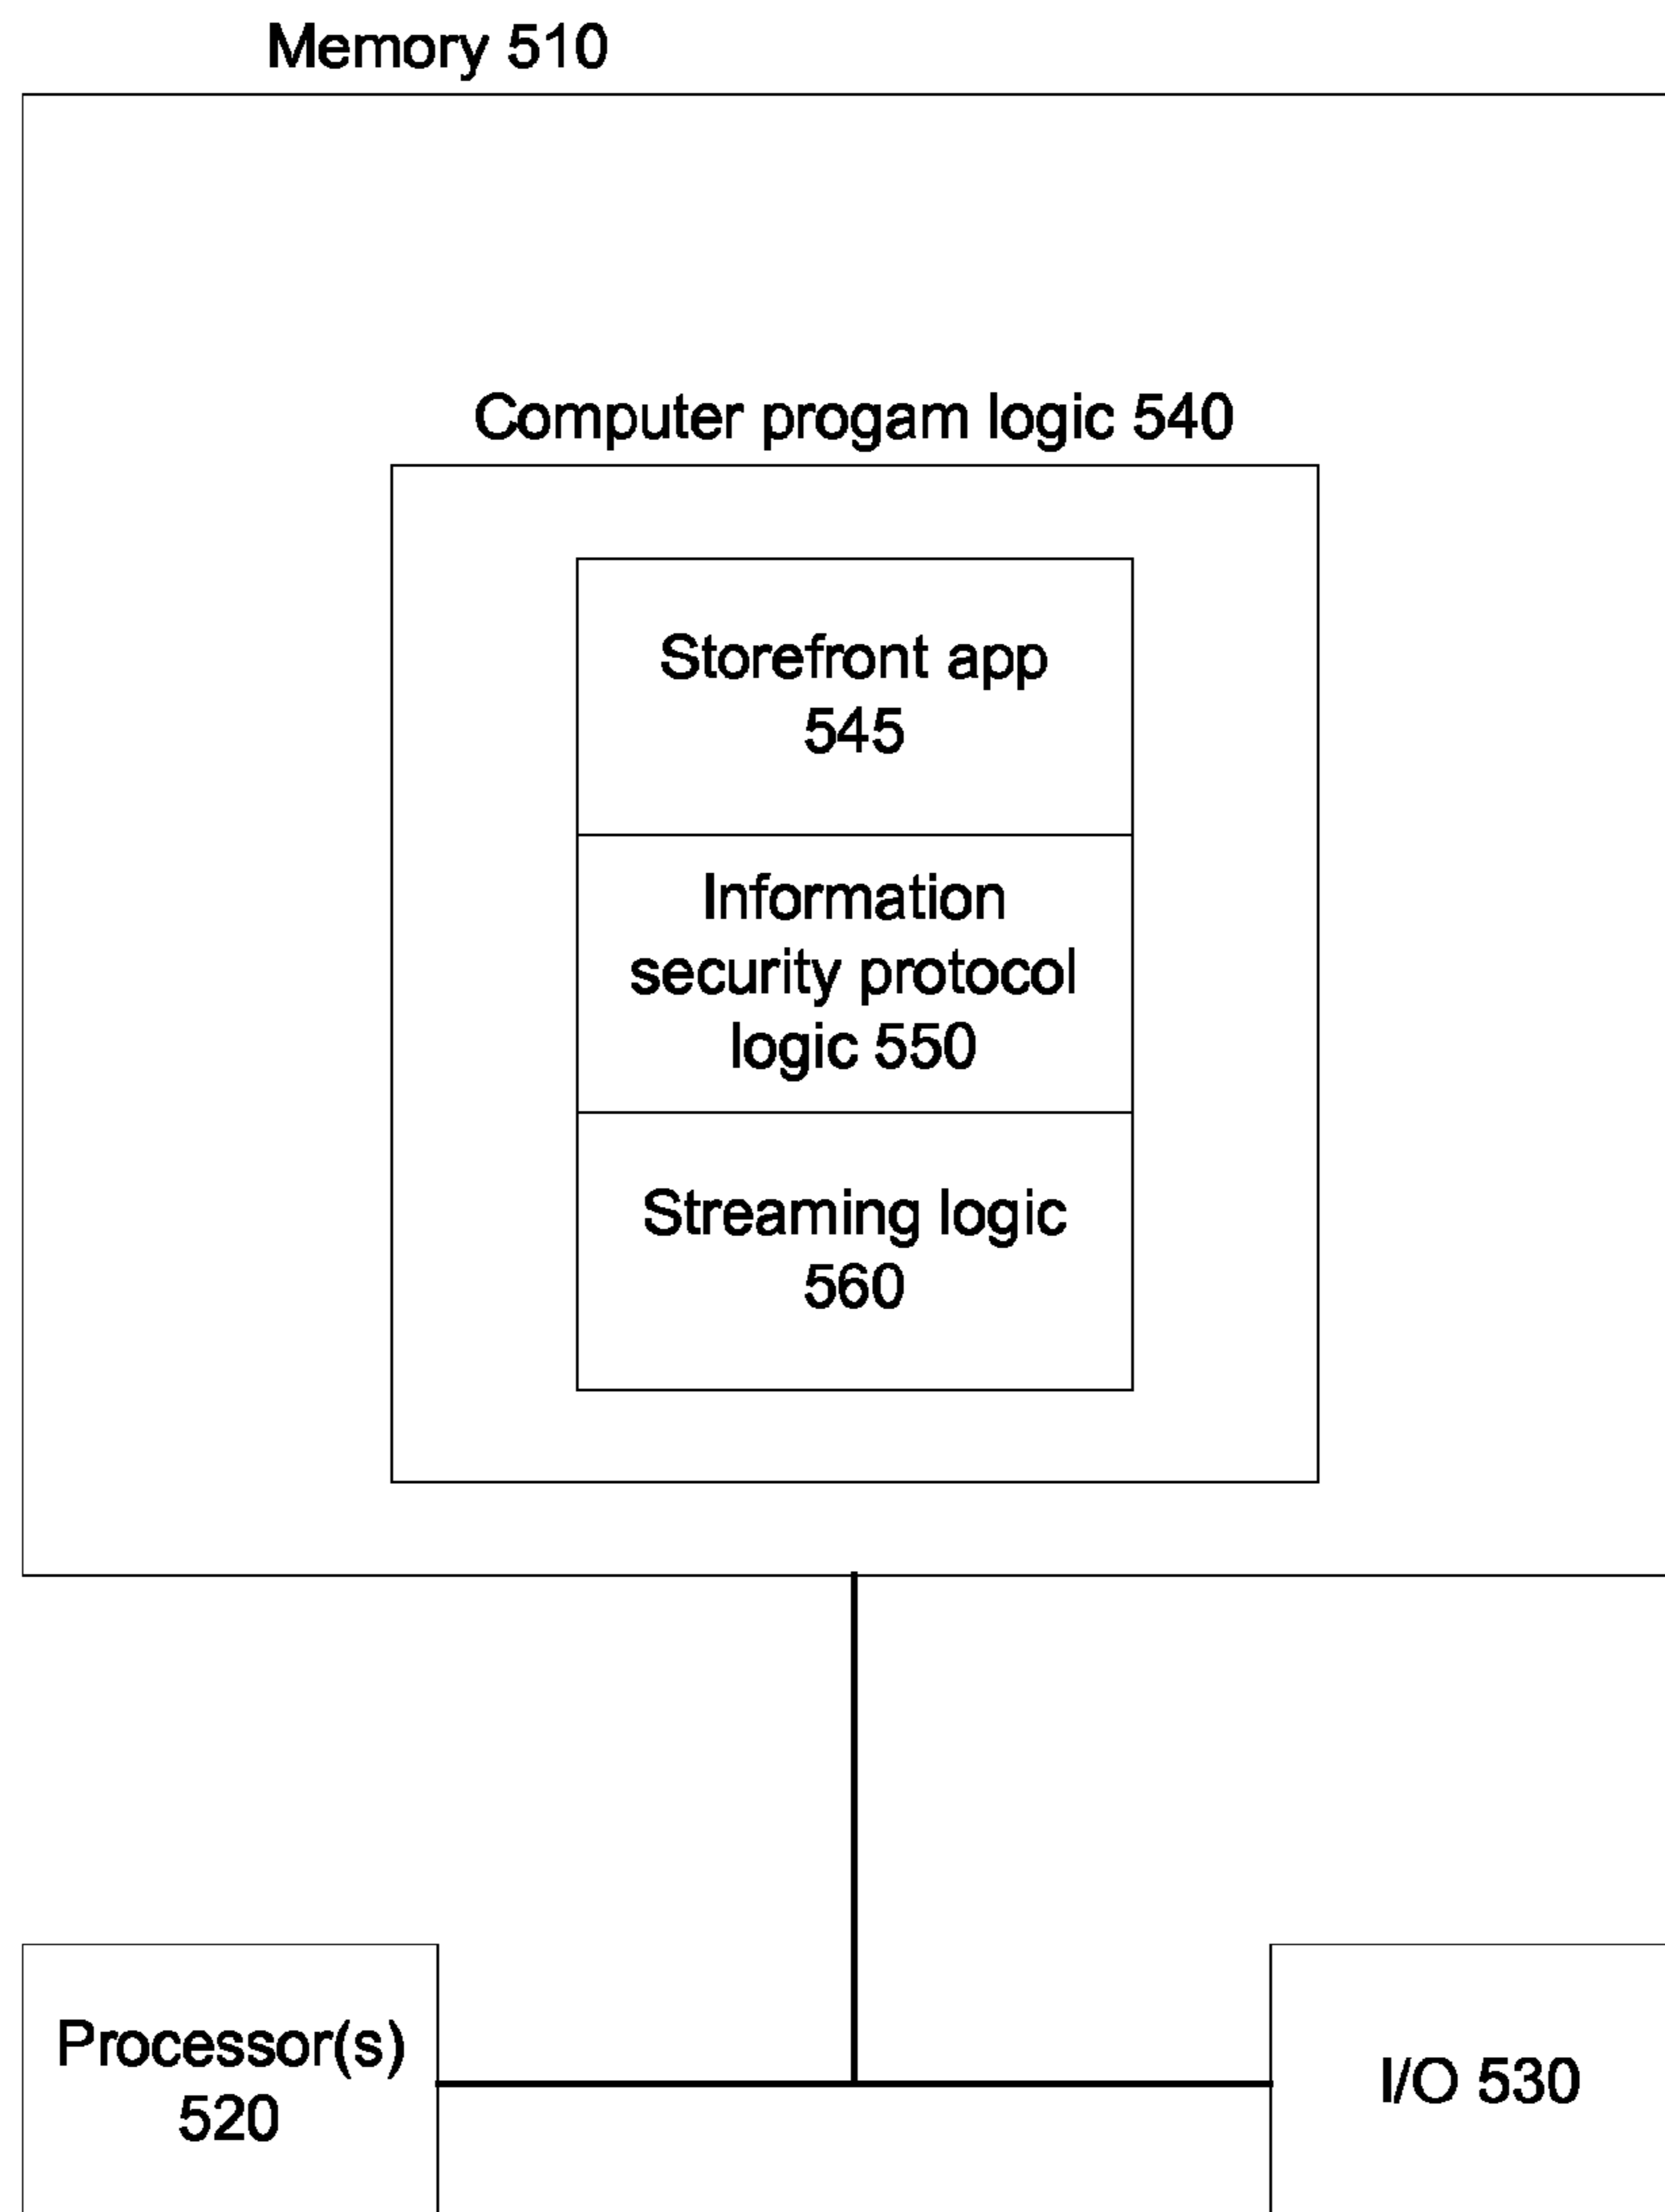 Memory 510
Computer progam logic 540
Storefront app
545
Information
security protocol
logic 550
Streaming logic
560
Processor(s)
520
I/O 530